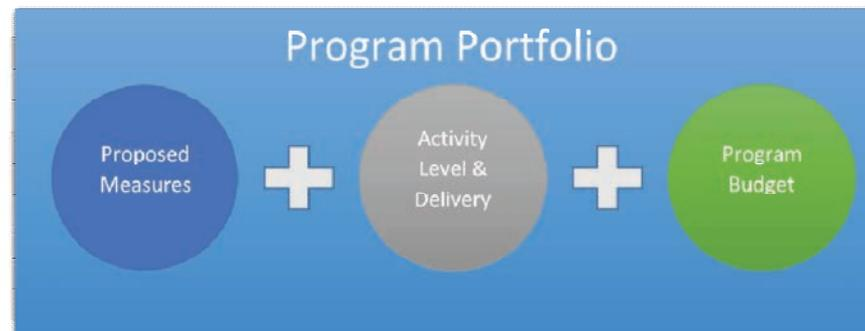 Program Portfolio
Proposed
Measures
Activity
Level &
Delivery
Program
Budget